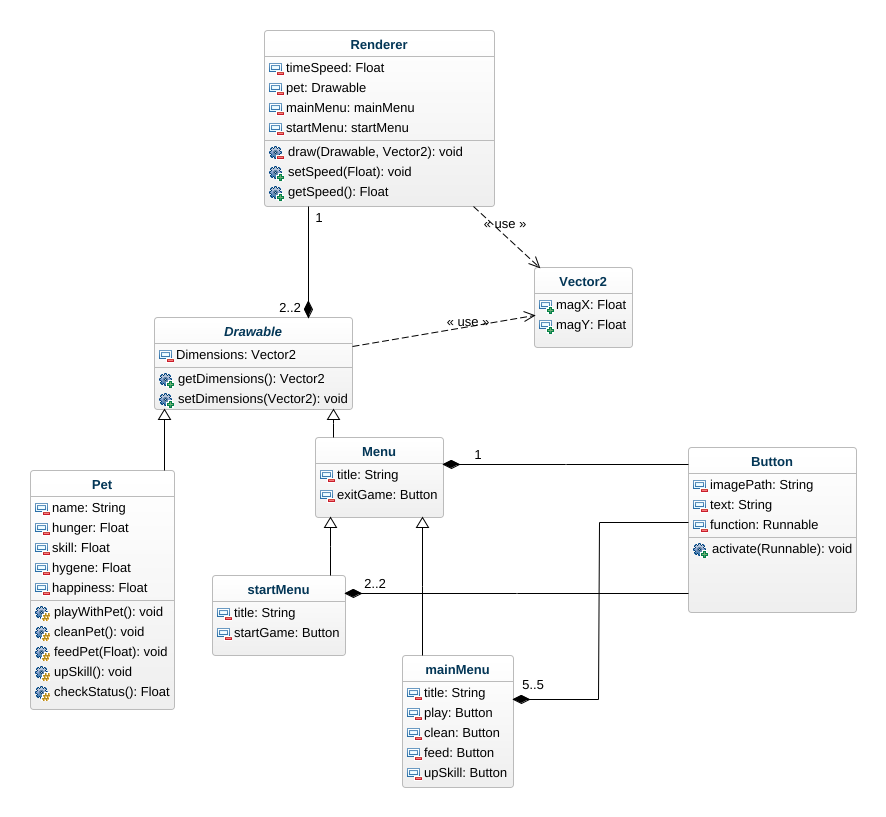 Renderer
timeSpeed: Float
pet: Drawable
mainMenu: mainMenu
startMenu: startMenu
draw(Drawable, Vector2): void
setSpeed(Float): void
getSpeed(): Float
1
« use »
Vector2
magX: Float
magY: Float
2..2
« use »
Drawable
Dimensions: Vector2
getDimensions(): Vector2
setDimensions(Vector2): void
Menu
title: String
exitGame: Button
1
Button
imagePath: String
text: String
function: Runnable
activate(Runnable): void
Pet
name: String
hunger: Float
skill: Float
hygene: Float
happiness: Float
playWithPet(): void
cleanPet(): void
feedPet(Float): void
upSkill(): void
checkStatus(): Float
startMenu
title: String
startGame: Button
2..2
mainMenu
title: String
play: Button
clean: Button
feed: Button
upSkill: Button
5..5